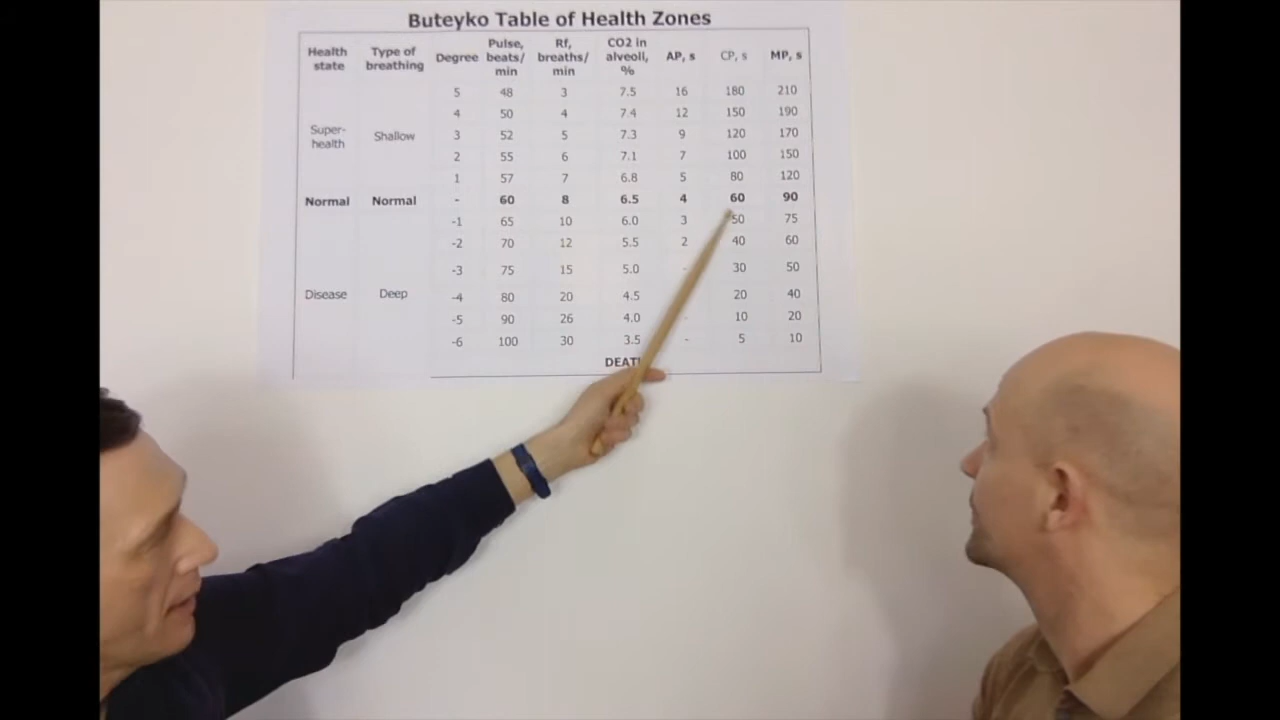 Buteyko Table of Health Zones
Health state Type of breathing Degree Pulse, beats/ min Rf, breaths/ min CO2 in alveoli, % AP, s CP, s MP, s
5 48 3 7.5 16 180 210
4 50 4 7.4 12 150 190
Super-health Shallow 3 52 5 7.3 9 120 170
2 55 6 7.1 7 100 150
1 57 7 6.8 5 80 120
Normal Normal - 60 8 6.5 4 60 90
-1 65 10 6.0 3 50 75
-2 70 12 5.5 2 40 60
-3 75 15 5.0 - 30 50
Disease Deep -4 80 20 4.5 20 40
-5 90 26 4.0 - 10 20
-6 100 30 3.5 - 5 10